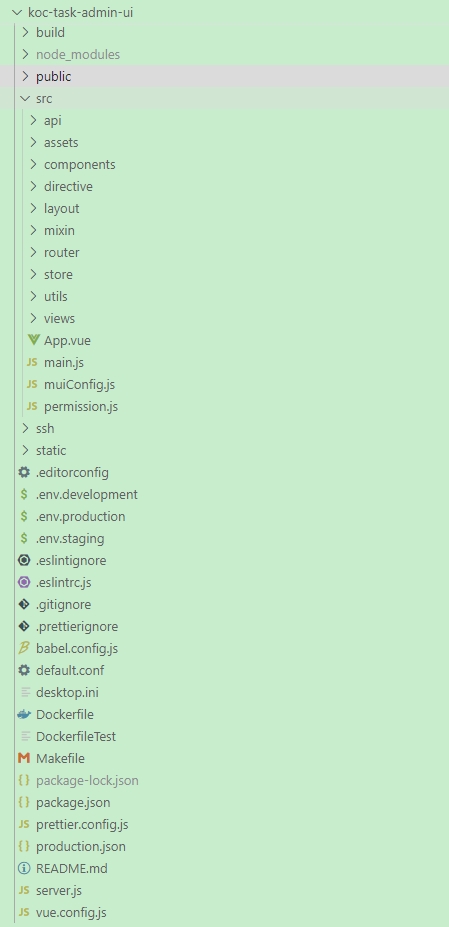 koc-task-admin-ui
build
node_modules
public
src
api
assets
components
directive
layout
mixin
router
store
utils
views
App.vue
JS main.js
JS muiConfig.js
JS permission.js
ssh
static
.editorconfig
$ .env.development
$ .env.production
$ .env.staging
.eslintignore
.eslintrc.js
.gitignore
.prettierignore
babel.config.js
default.conf
desktop.ini
Dockerfile
DockerfileTest
M Makefile
{} package-lock.json
{} package.json
JS prettier.config.js
{} production.json
README.md
JS server.js
JS vue.config.js